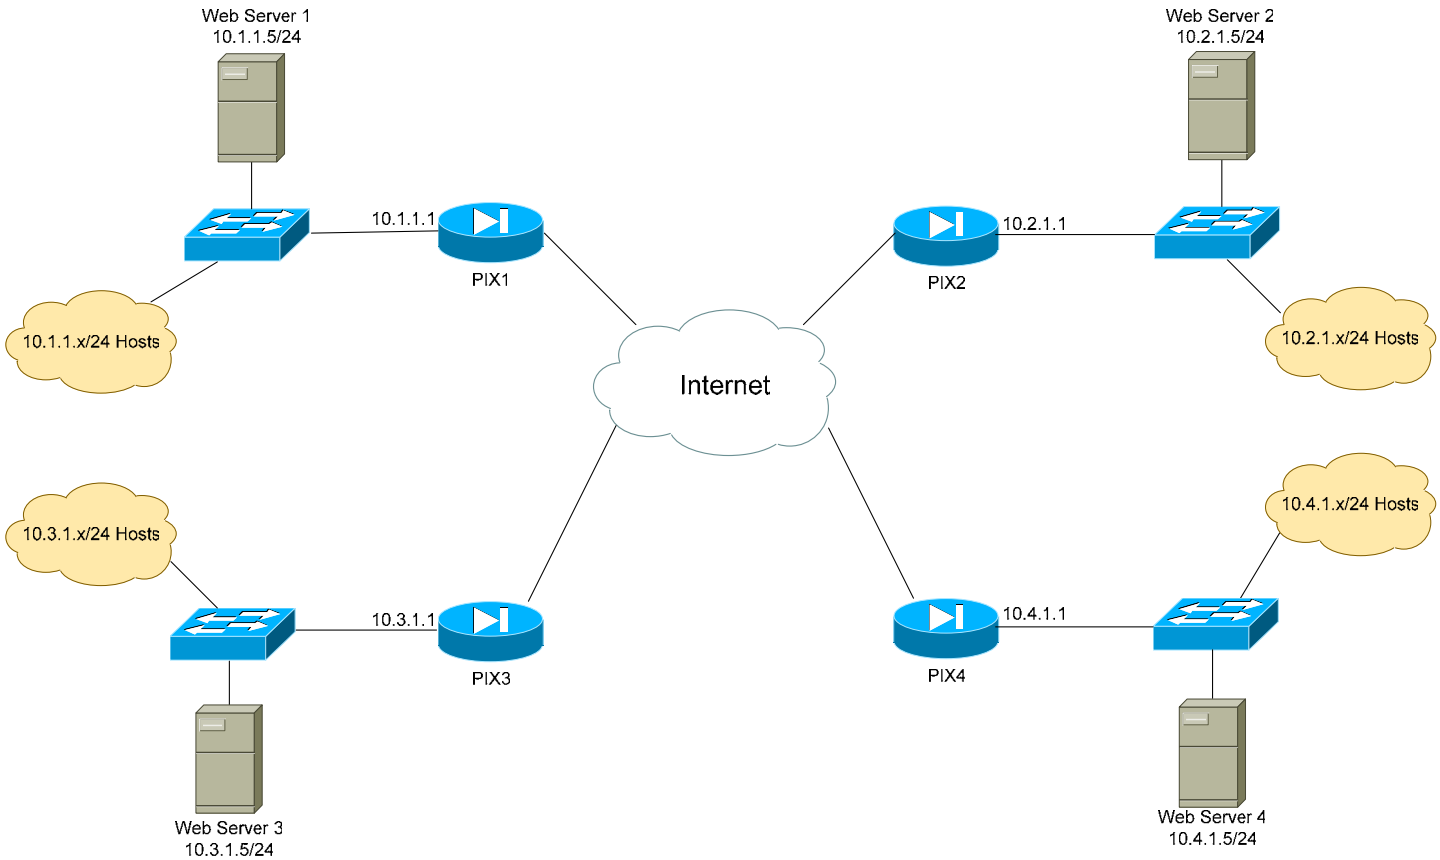 Web Server 1
10.1.1.5/24
Web Server 2
10.2.1.5/24
10.1.1.1
PIX1
10.2.1.1
PIX2
10.1.1.x/24 Hosts
10.2.1.x/24 Hosts
Internet
10.3.1.x/24 Hosts
10.4.1.x/24 Hosts
10.3.1.1
PIX3
10.4.1.1
PIX4
Web Server 3
10.3.1.5/24
Web Server 4
10.4.1.5/24